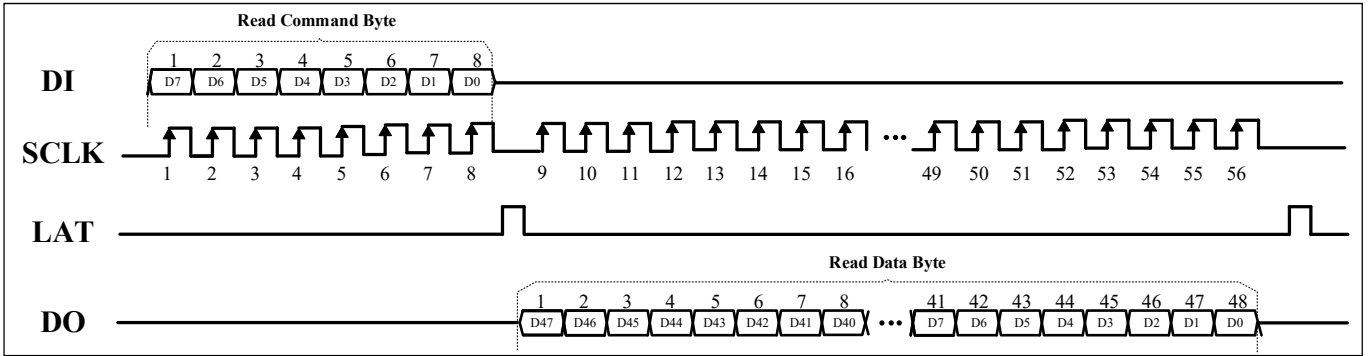 Read Command Byte
1 2 3 4 5 6 7 8
DI D7 D6 D5 D4 D3 D2 D1 D0
SCLK
1 2 3 4 5 6 7 8 9 10 11 12 13 14 15 16 ... 49 50 51 52 53 54 55 56
LAT
Read Data Byte
1 2 3 4 5 6 7 8 41 42 43 44 45 46 47 48
DO D47 D46 D45 D44 D43 D42 D41 D40 ... D7 D6 D5 D4 D3 D2 D1 D0